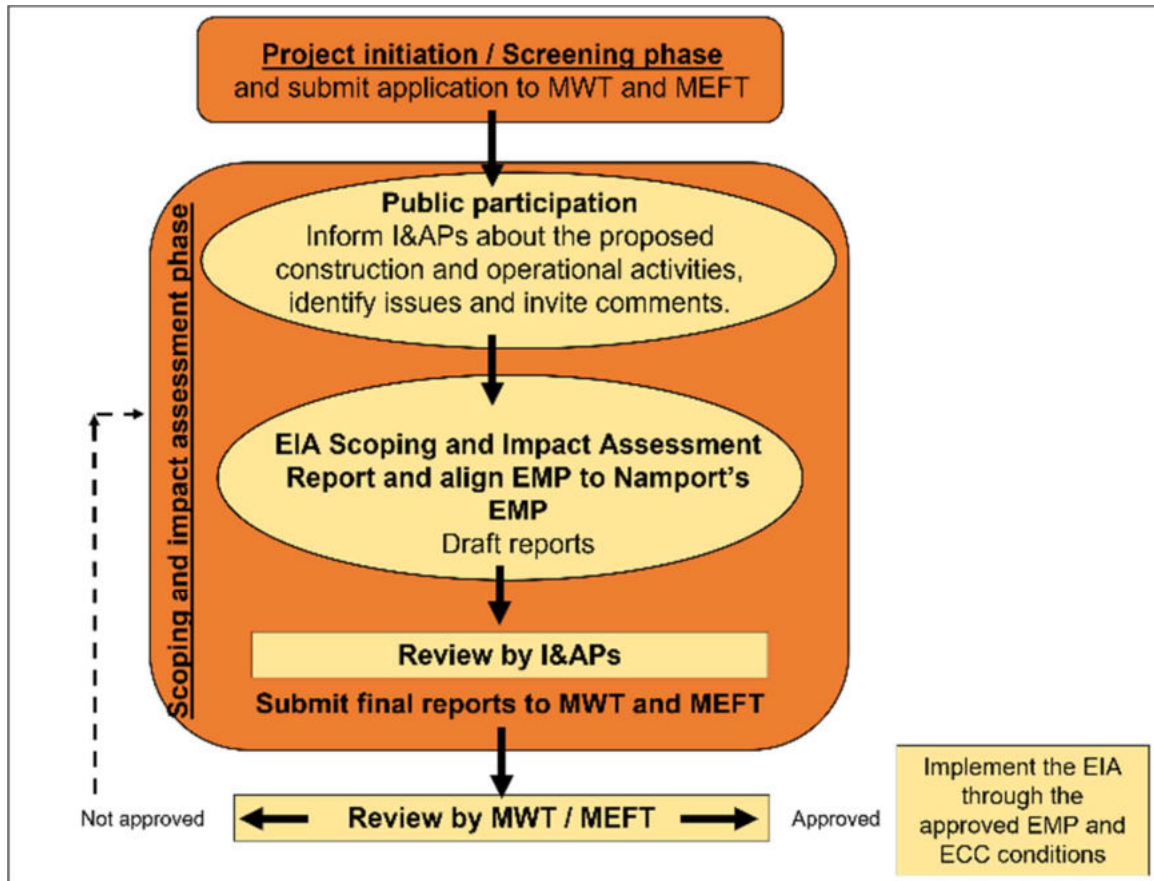 Project initiation / Screening phase
and submit application to MWT and MEFT
Scoping and impact assessment phase
Public participation
Inform I&APs about the proposed
construction and operational activities,
identify issues and invite comments.
EIA Scoping and Impact Assessment
Report and align EMP to Namport's
EMP
Draft reports
Review by I&APs
Submit final reports to MWT and MEFT
Not approved
Review by MWT / MEFT
Approved
Implement the EIA
through the
approved EMP and
ECC conditions